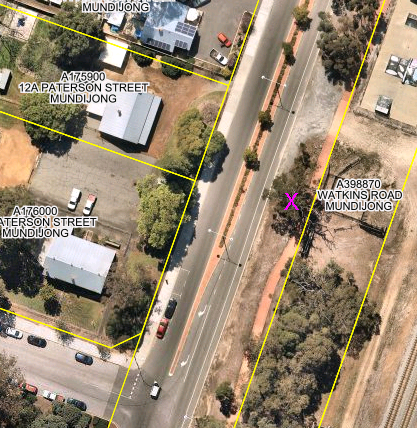 MUNDIJONG
A175900
12A PATERSON STREET
MUNDIJONG
A398870
WATKINS ROAD
MUNDIJONG
X
A176000
PATERSON STREET
MUNDIJONG